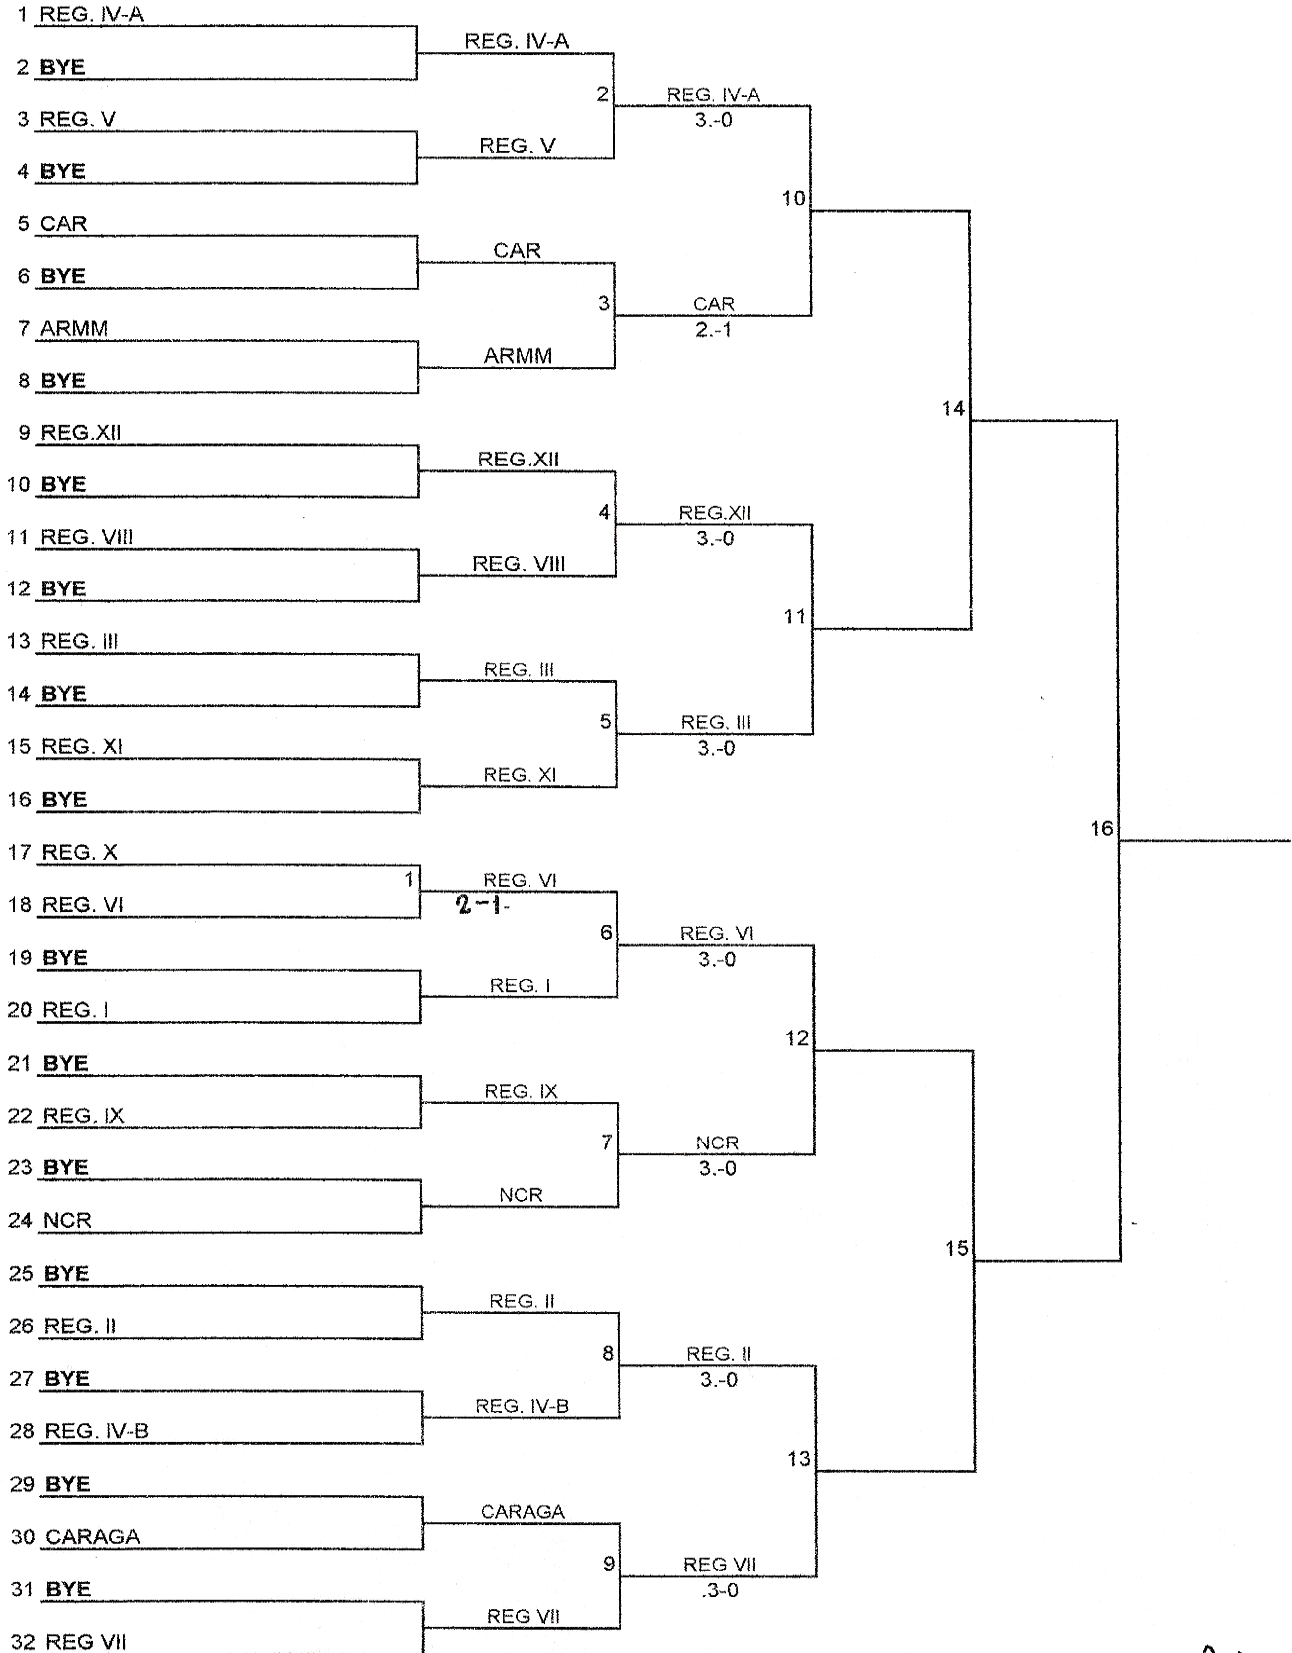 1 REG. IV-A
REG. IV-A
2 BYE
2
REG. IV-A
3.-0
3 REG. V
REG. V
4 BYE
10
5 CAR
CAR
6 BYE
3
CAR
2.-1
7 ARMM
ARMM
8 BYE
14
9 REG.XII
REG.XII
10 BYE
4
REG.XII
3.-0
11 REG. VIII
REG. VIII
12 BYE
11
13 REG. III
REG. III
14 BYE
5
REG. III
3.-0
15 REG. XI
REG. XI
16 BYE
16
17 REG. X
1
REG. VI
2-1-
18 REG. VI
6
REG. VI
3.-0
19 BYE
REG. I
20 REG. I
12
21 BYE
REG. IX
22 REG. IX
7
NCR
3.-0
23 BYE
NCR
24 NCR
15
25 BYE
REG. II
26 REG. II
8
REG. II
3.-0
27 BYE
REG. IV-B
28 REG. IV-B
13
29 BYE
CARAGA
30 CARAGA
9
REG VII
.3-0
31 BYE
REG VII
32 REG VII